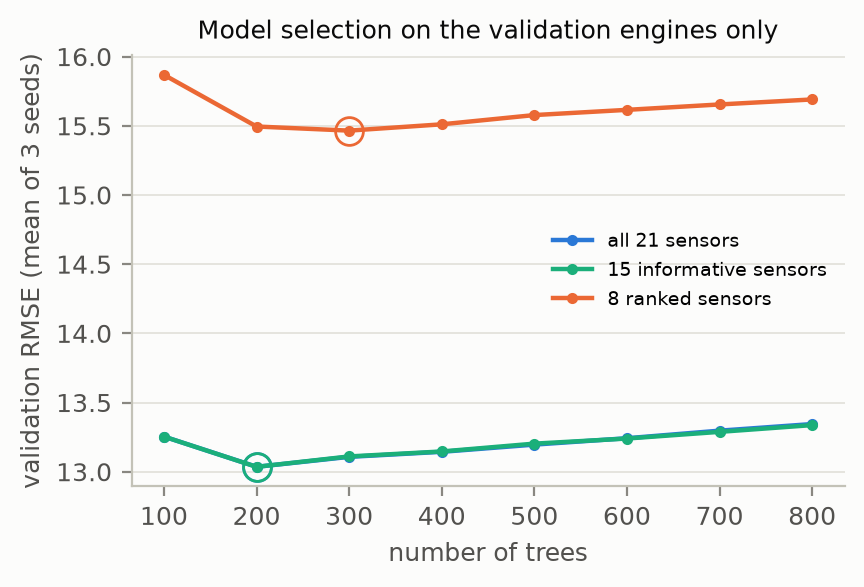 Model selection on the validation engines only
validation RMSE (mean of 3 seeds)
16.0
15.5
15.0
14.5
14.0
13.5
13.0
all 21 sensors
15 informative sensors
8 ranked sensors
100 200 300 400 500 600 700 800
number of trees